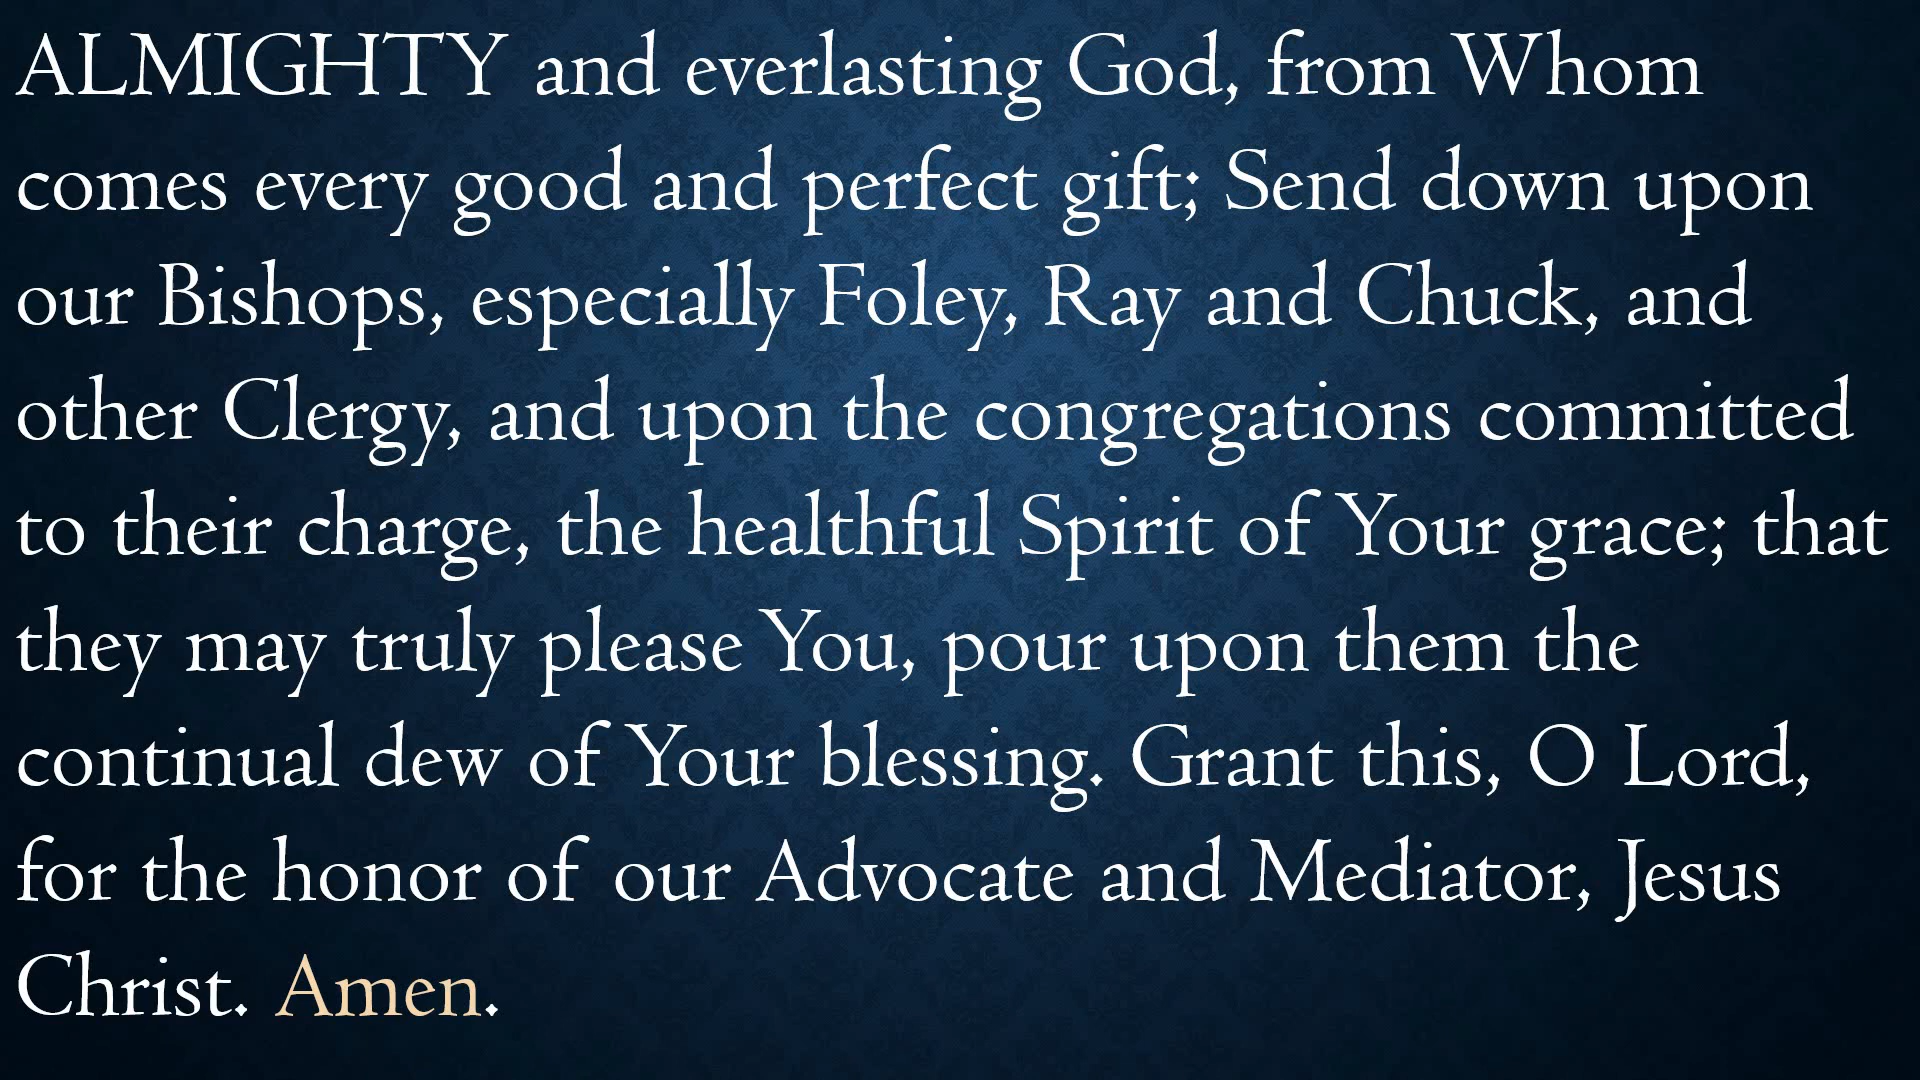 ALMIGHTY and everlasting God, from Whom
comes every good and perfect gift; Send down upon
our Bishops, especially Foley, Ray and Chuck, and
other Clergy, and upon the congregations committed
to their charge, the healthful Spirit of Your grace; that
they may truly please You, pour upon them the
continual dew of Your blessing. Grant this, O Lord,
for the honor of our Advocate and Mediator, Jesus
Christ. Amen.